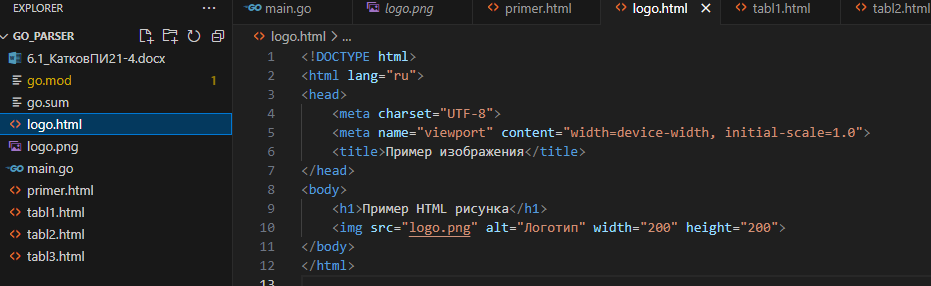 EXPLORER
...
GO_PARSER
6.1_КатковПИ21-4.docx
go.mod 1
go.sum
logo.html
logo.png
main.go
primer.html
tabl1.html
tabl2.html
tabl3.html
main.go logo.png primer.html logo.html tabl1.html tabl2.html
logo.html > ...
1 <!DOCTYPE html>
2 <html lang="ru">
3 <head>
4 <meta charset="UTF-8">
5 <meta name="viewport" content="width=device-width, initial-scale=1.0">
6 <title>Пример изображения</title>
7 </head>
8 <body>
9 <h1>Пример HTML рисунка</h1>
10 <img src="logo.png" alt="Логотип" width="200" height="200">
11 </body>
12 </html>
13